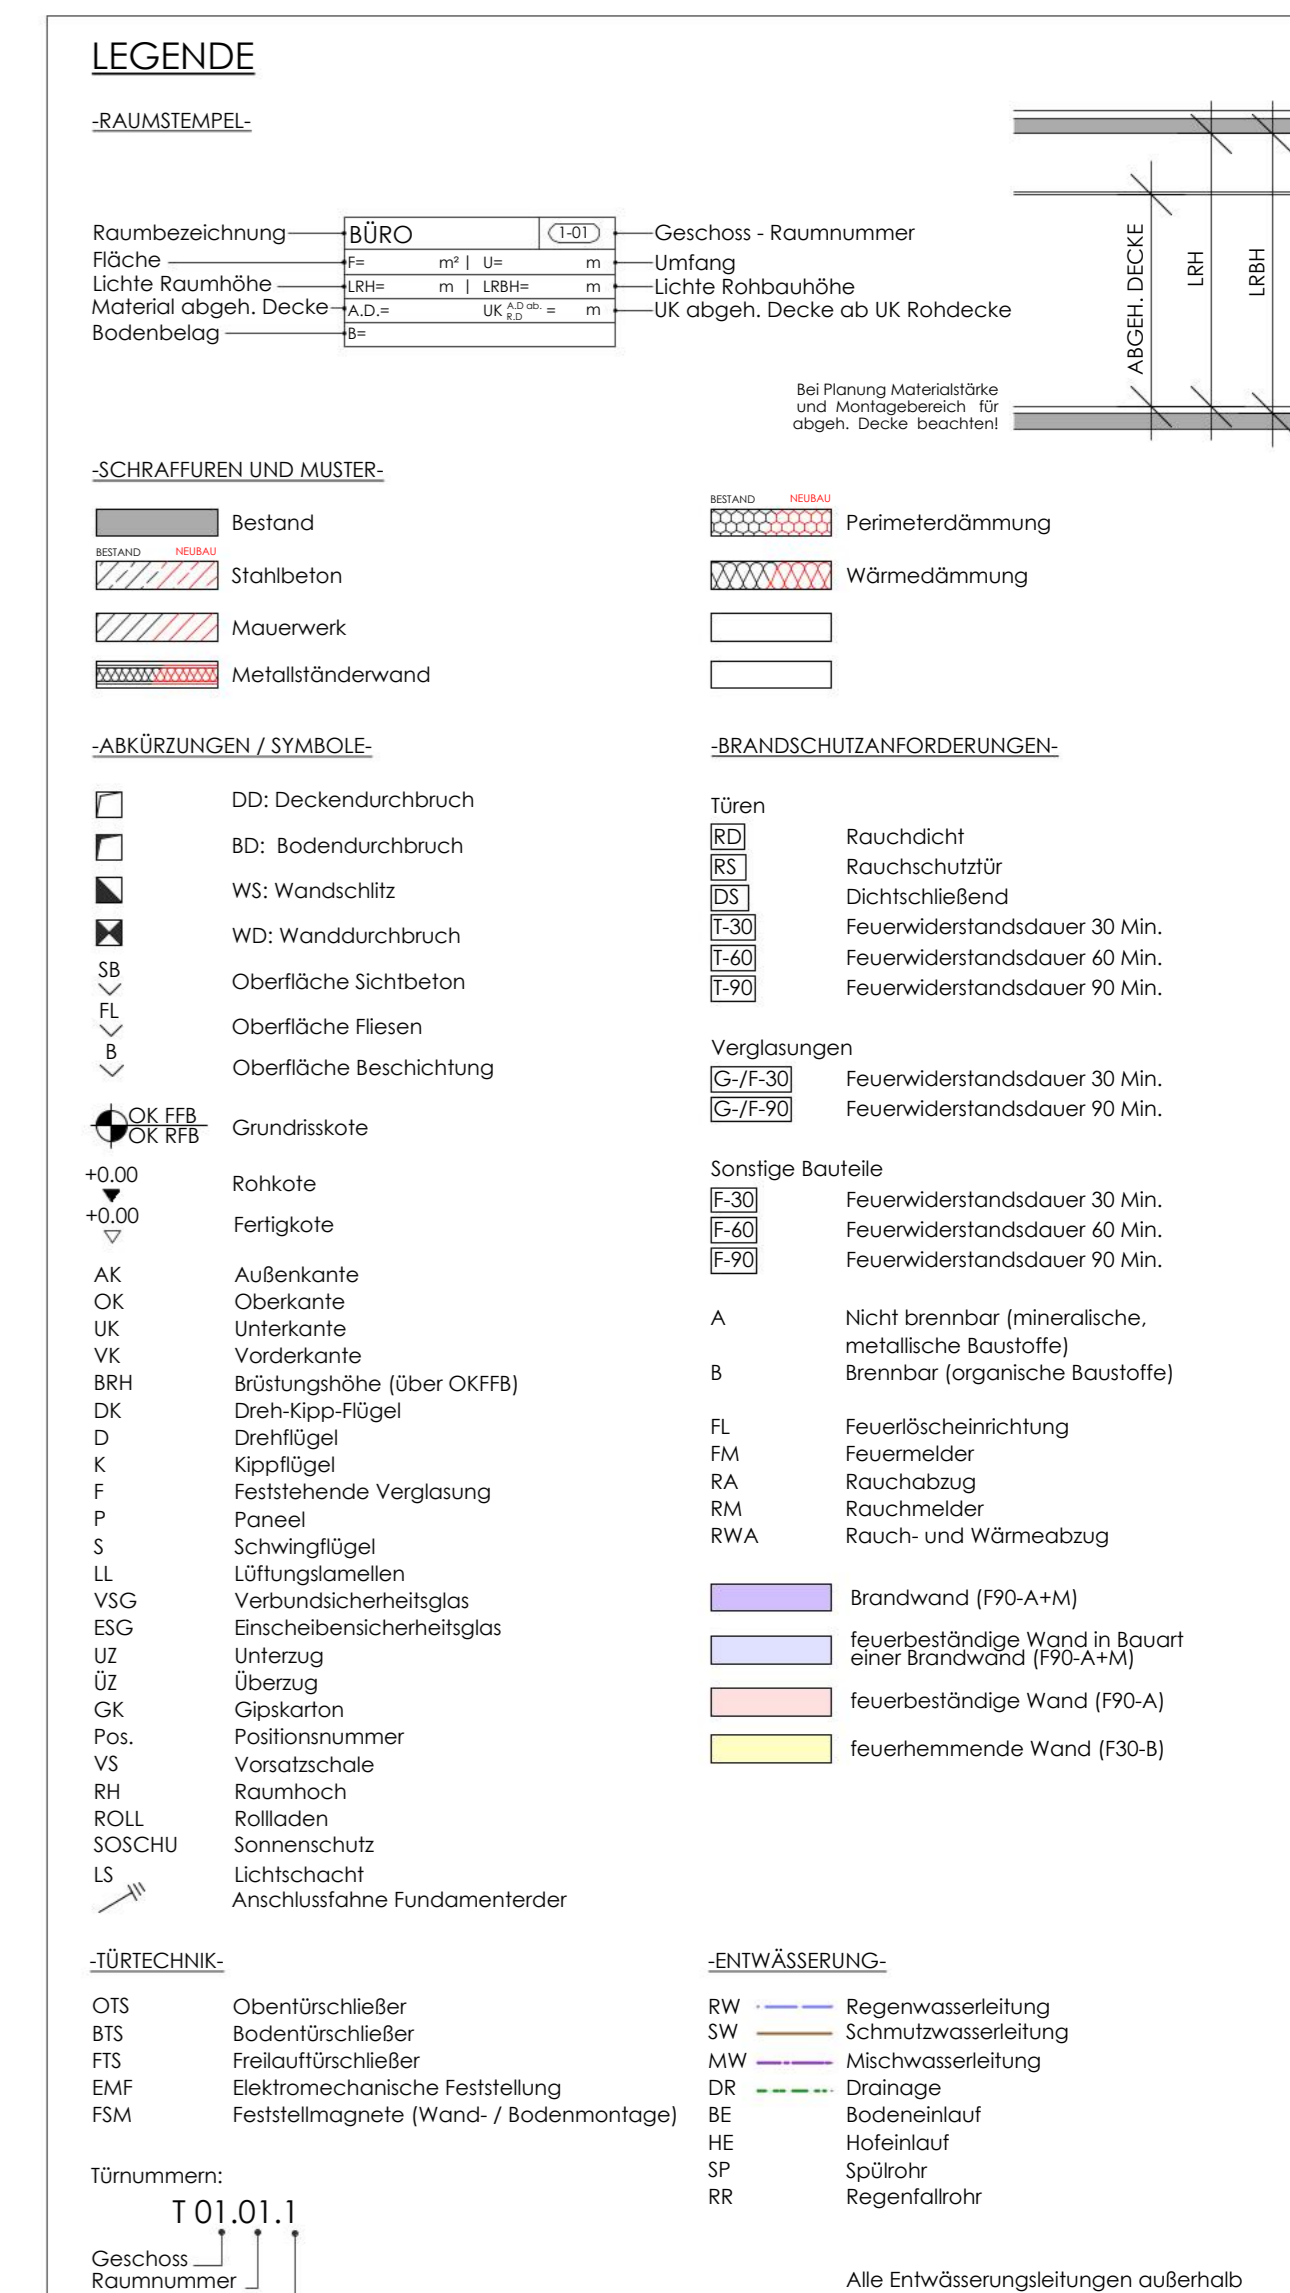 LEGENDE
-RAUMSTEMPEL-
Raumbezeichnung BÜRO 1-01 Geschoss - Raumnummer
Fläche F= m² | U= m Umfang
Lichte Raumhöhe LRH= m | LRBH= m Lichte Rohbauhöhe
Material abgeh. Decke A.D.= UK A.D ab. R.D = m UK abgeh. Decke ab UK Rohdecke
Bodenbelag B=
ABGEH. DECKE
LRH
LRBH
Bei Planung Materialstärke
und Montagebereich für
abgeh. Decke beachten!
-SCHRAFFUREN UND MUSTER-
Bestand
BESTAND NEUBAU
Stahlbeton
Mauerwerk
Metallständerwand
BESTAND NEUBAU
Perimeterdämmung
Wärmedämmung
-ABKÜRZUNGEN / SYMBOLE-
DD: Deckendurchbruch
BD: Bodendurchbruch
WS: Wandschlitz
WD: Wanddurchbruch
SB
Oberfläche Sichtbeton
FL
Oberfläche Fliesen
B
Oberfläche Beschichtung
OK FFB
OK RFB
Grundrisskote
+0.00
Rohkote
+0.00
Fertigkote
AK Außenkante
OK Oberkante
UK Unterkante
VK Vorderkante
BRH Brüstungshöhe (über OKFFB)
DK Dreh-Kipp-Flügel
D Drehflügel
K Kippflügel
F Feststehende Verglasung
P Paneel
S Schwingflügel
LL Lüftungslamellen
VSG Verbundsicherheitsglas
ESG Einscheibensicherheitsglas
UZ Unterzug
ÜZ Überzug
GK Gipskarton
Pos. Positionsnummer
VS Vorsatzschale
RH Raumhoch
ROLL Rollladen
SOSCHU Sonnenschutz
LS Lichtschacht
Anschlussfahne Fundamenterder
-BRANDSCHUTZANFORDERUNGEN-
Türen
RD Rauchdicht
RS Rauchschutztür
DS Dichtschließend
T-30 Feuerwiderstandsdauer 30 Min.
T-60 Feuerwiderstandsdauer 60 Min.
T-90 Feuerwiderstandsdauer 90 Min.
Verglasungen
G-/F-30 Feuerwiderstandsdauer 30 Min.
G-/F-90 Feuerwiderstandsdauer 90 Min.
Sonstige Bauteile
F-30 Feuerwiderstandsdauer 30 Min.
F-60 Feuerwiderstandsdauer 60 Min.
F-90 Feuerwiderstandsdauer 90 Min.
A Nicht brennbar (mineralische,
metallische Baustoffe)
B Brennbar (organische Baustoffe)
FL Feuerlöscheinrichtung
FM Feuermelder
RA Rauchabzug
RM Rauchmelder
RWA Rauch- und Wärmeabzug
Brandwand (F90-A+M)
feuerbeständige Wand in Bauart
einer Brandwand (F90-A+M)
feuerbeständige Wand (F90-A)
feuerhemmende Wand (F30-B)
-TÜRTECHNIK-
OTS Obentürschließer
BTS Bodentürschließer
FTS Freilauftürschließer
EMF Elektromechanische Feststellung
FSM Feststellmagnete (Wand- / Bodenmontage)
Türnummern:
T 01.01.1
Geschoss
Raumnummer
-ENTWÄSSERUNG-
RW Regenwasserleitung
SW Schmutzwasserleitung
MW Mischwasserleitung
DR Drainage
BE Bodeneinlauf
HE Hofeinlauf
SP Spülrohr
RR Regenfallrohr
Alle Entwässerungsleitungen außerhalb